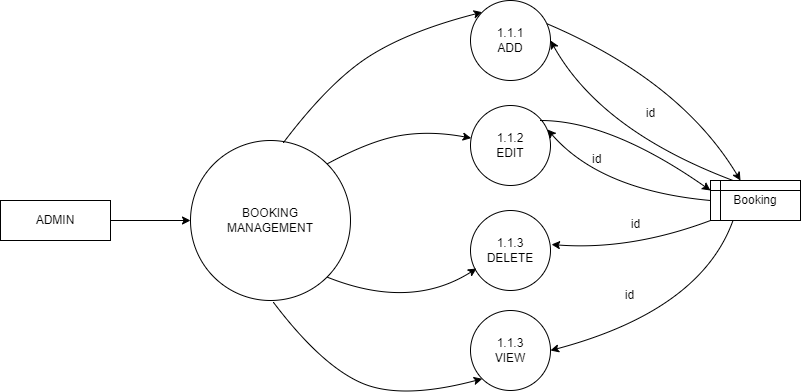 1.1.1
ADD
id
1.1.2
EDIT
id
ADMIN
BOOKING
MANAGEMENT
Booking
id
1.1.3
DELETE
id
1.1.3
VIEW